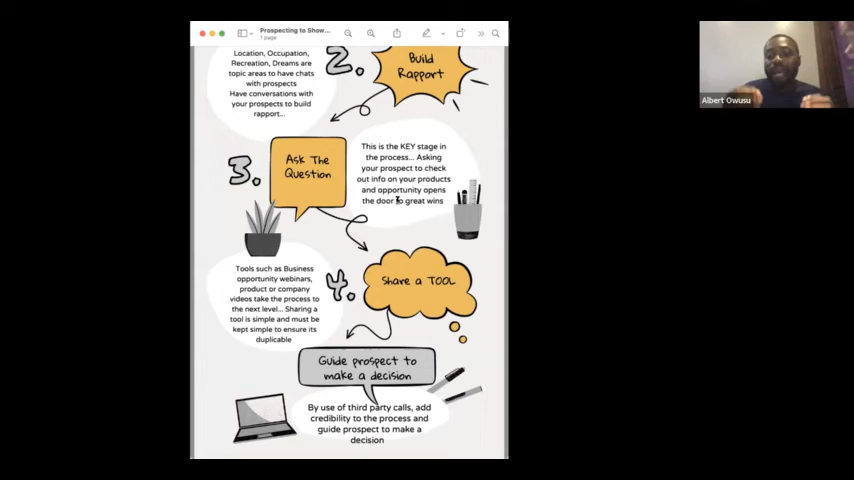 Prospecting to Show...
1 page
Location, Occupation,
Recreation, Dreams are
topic areas to have chats
with prospects
Have conversations with
your prospects to build
rapport...
2.
Build
Rapport
3.
Ask The
Question
This is the KEY stage in
the process... Asking
your prospect to check
out info on your products
and opportunity opens
the door to great wins
Tools such as Business
opportunity webinars,
product or company
videos take the process to
the next level... Sharing a
tool is simple and must be
kept simple to ensure its
duplicable
4.
Share a TOOL
Guide prospect to
make a decision
By use of third party calls, add
credibility to the process and
guide prospect to make a
decision
Albert Owusu